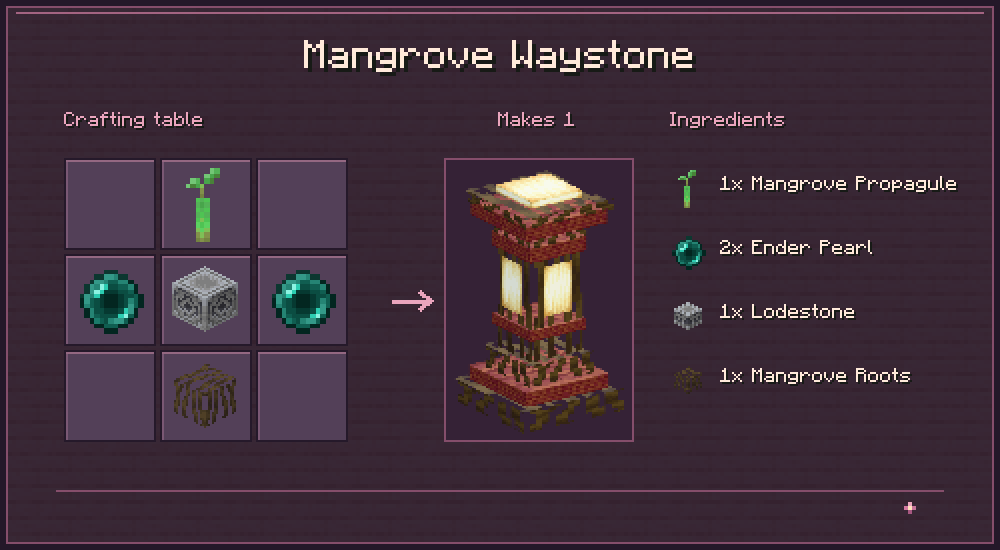 Mangrove Waystone
Crafting table
Makes 1
Ingredients
1x Mangrove Propagule
2x Ender Pearl
1x Lodestone
1x Mangrove Roots